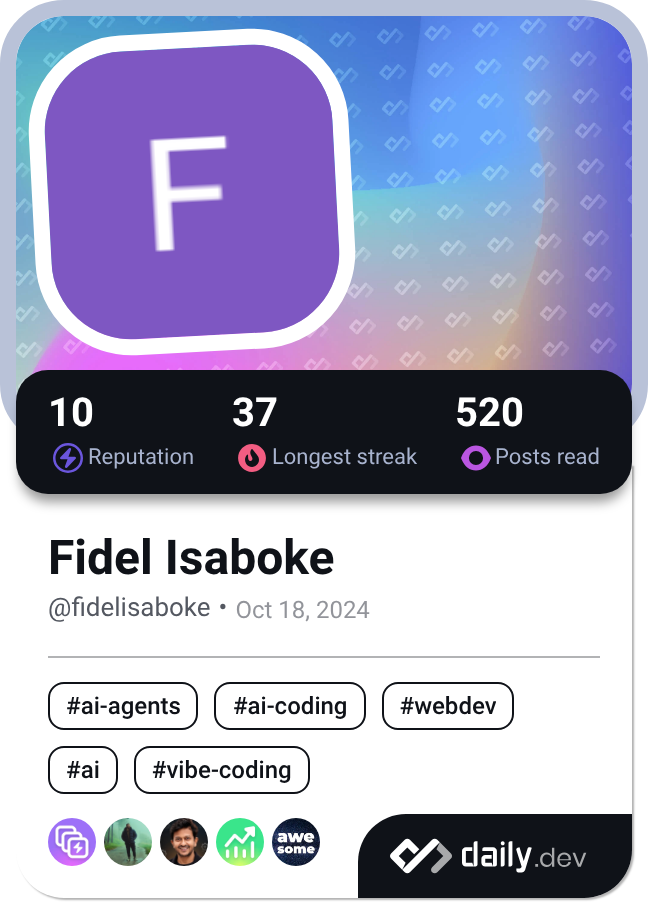 F
10 37 520
Reputation Longest streak Posts read
Fidel Isaboke
@fidelisaboke • Oct 18, 2024
#ai-agents #ai-coding #webdev
#ai #vibe-coding
awe
some
daily.dev